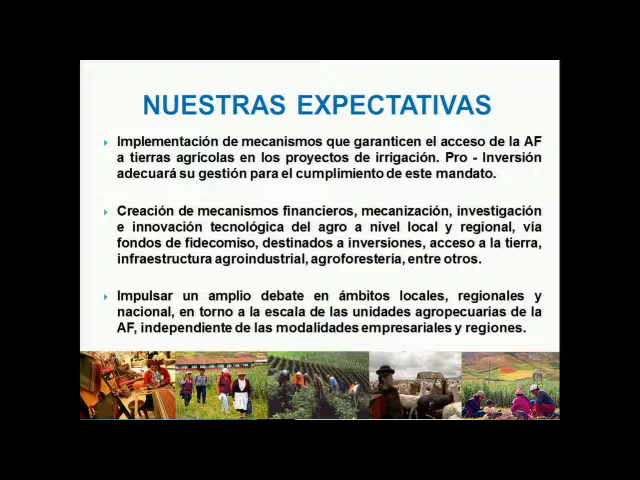 NUESTRAS EXPECTATIVAS
Implementación de mecanismos que garanticen el acceso de la AF
a tierras agrícolas en los proyectos de irrigación. Pro - Inversión
adecuará su gestión para el cumplimiento de este mandato.
Creación de mecanismos financieros, mecanización, investigación
e innovación tecnológica del agro a nivel local y regional, vía
fondos de fidecomiso, destinados a inversiones, acceso a la tierra,
infraestructura agroindustrial, agroforestería, entre otros.
Impulsar un amplio debate en ámbitos locales, regionales y
nacional, en torno a la escala de las unidades agropecuarias de la
AF, independiente de las modalidades empresariales y regiones.